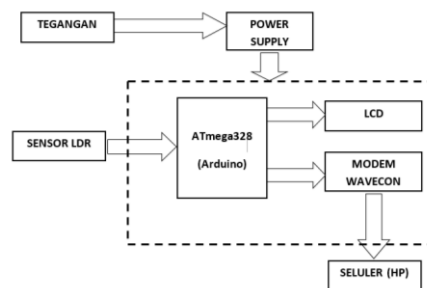 TEGANGAN
POWER
SUPPLY
SENSOR LDR
ATmega328
(Arduino)
LCD
MODEM
WAVECON
SELULER (HP)